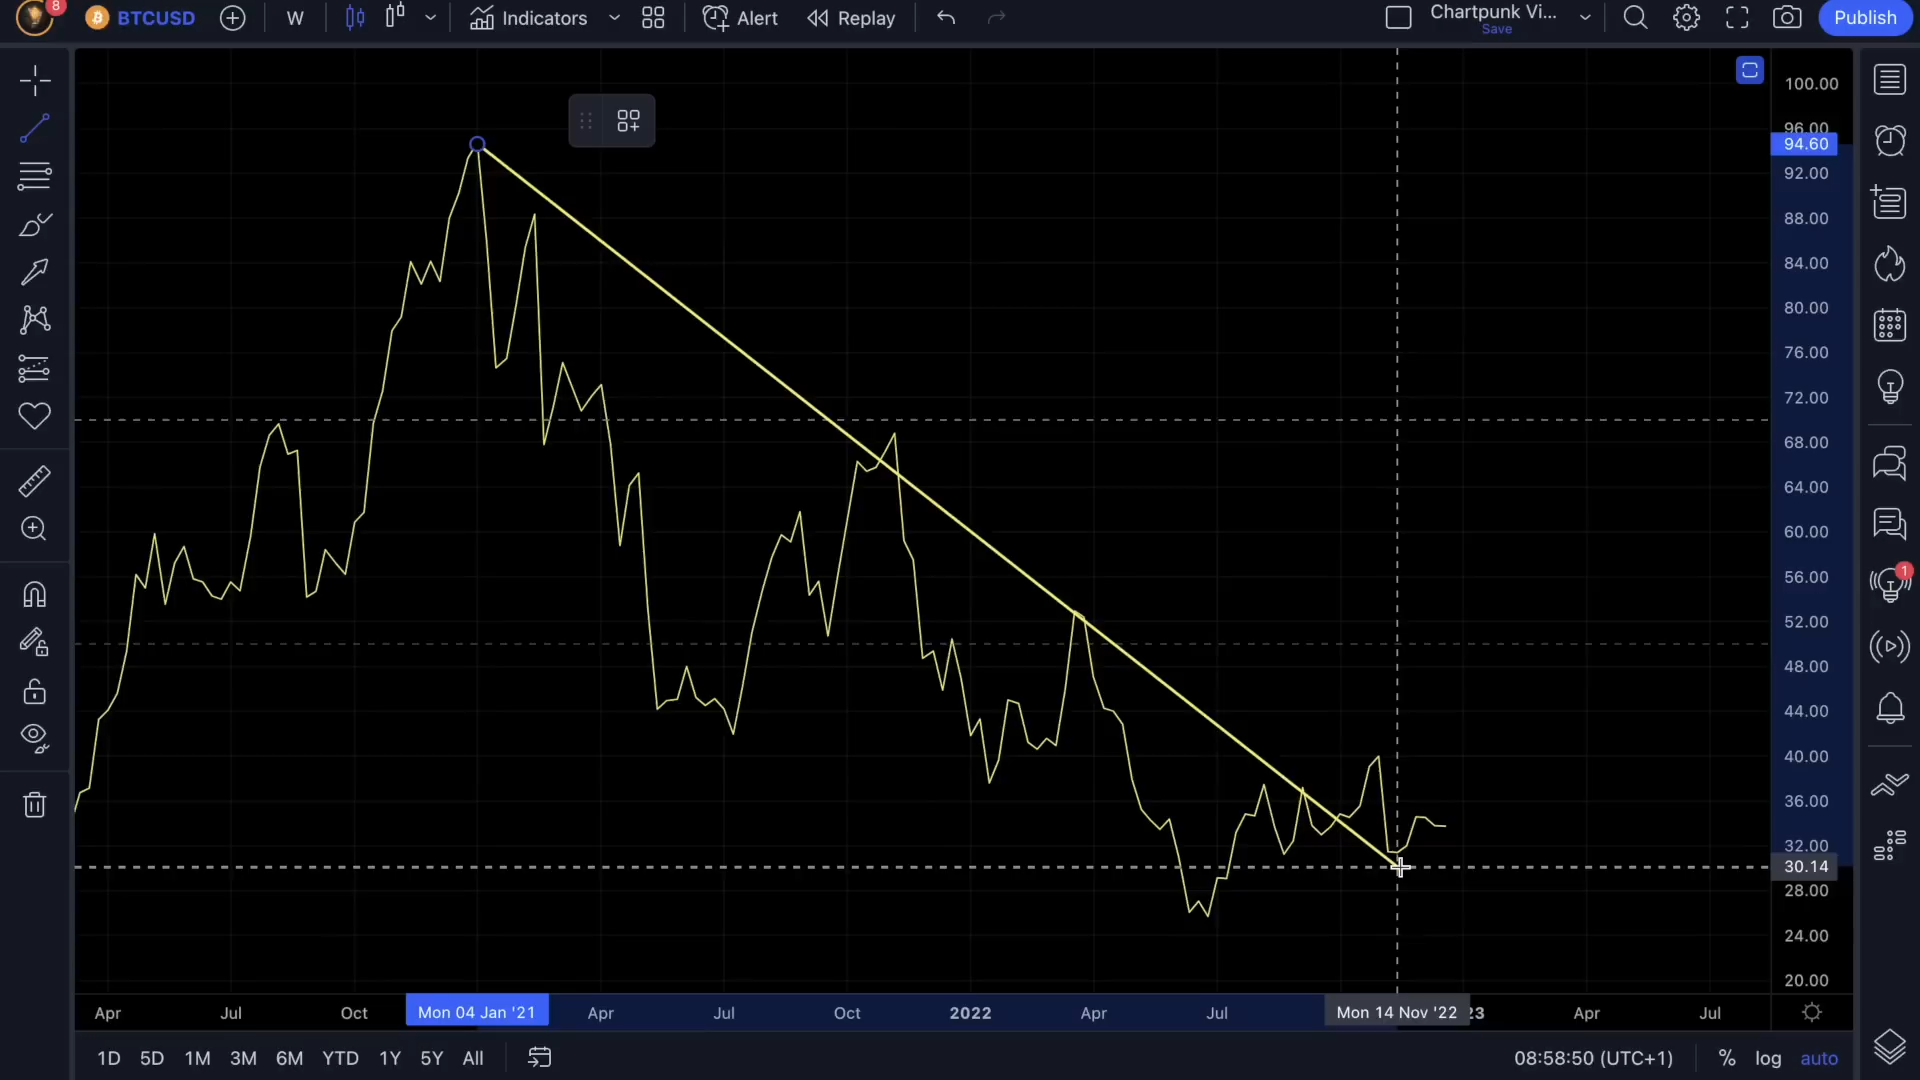 8
BTCUSD
W
Indicators
Alert
Replay
Chartpunk Vi...
Save
Publish
100.00
96.00
94.60
92.00
88.00
84.00
80.00
76.00
72.00
68.00
64.00
60.00
56.00
52.00
48.00
44.00
40.00
36.00
32.00
30.14
28.00
24.00
20.00
1
Apr
Jul
Oct
Mon 04 Jan '21
Apr
Jul
Oct
2022
Apr
Jul
Mon 14 Nov '22
23
Apr
Jul
1D
5D
1M
3M
6M
YTD
1Y
5Y
All
08:58:50 (UTC+1)
%
log
auto